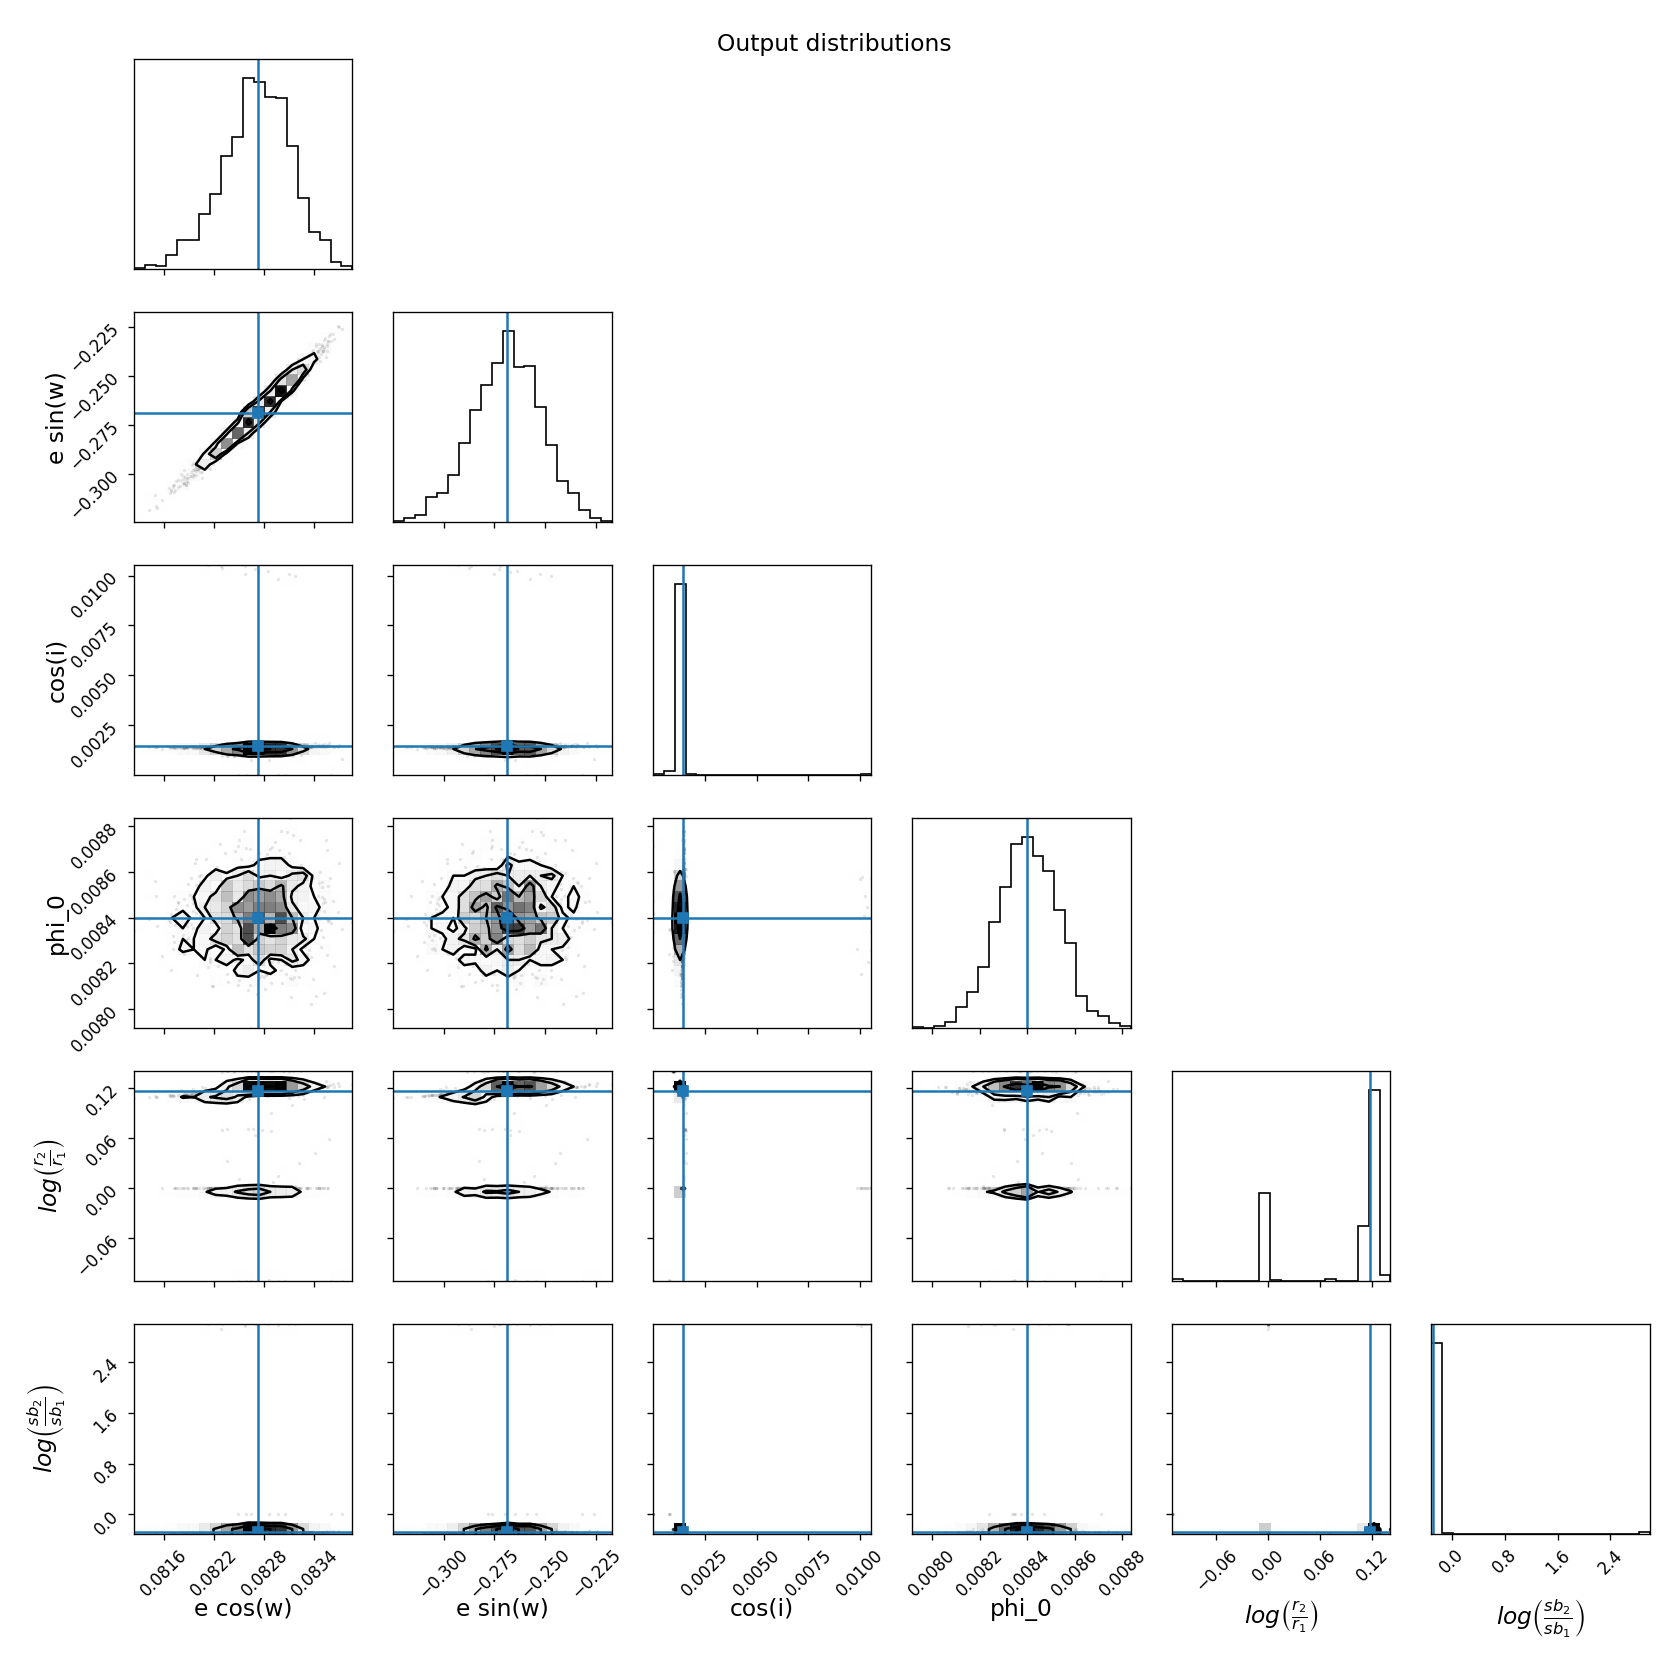 Output distributions
e sin(w)
−0.225
−0.250
−0.275
−0.300
cos(i)
0.0100
0.0075
0.0050
0.0025
phi_0
0.0088
0.0086
0.0084
0.0082
0.0080
log(r₂/r₁)
0.12
0.06
0.00
−0.06
log(sb₂/sb₁)
2.4
1.6
0.8
0.0
0.0816 0.0822 0.0828 0.0834 −0.300 −0.275 −0.250 −0.225 0.0025 0.0050 0.0075 0.0100 0.0080 0.0082 0.0084 0.0086 0.0088 −0.06 0.00 0.06 0.12 0.0 0.8 1.6 2.4
e cos(w) e sin(w) cos(i) phi_0 log(r₂/r₁) log(sb₂/sb₁)